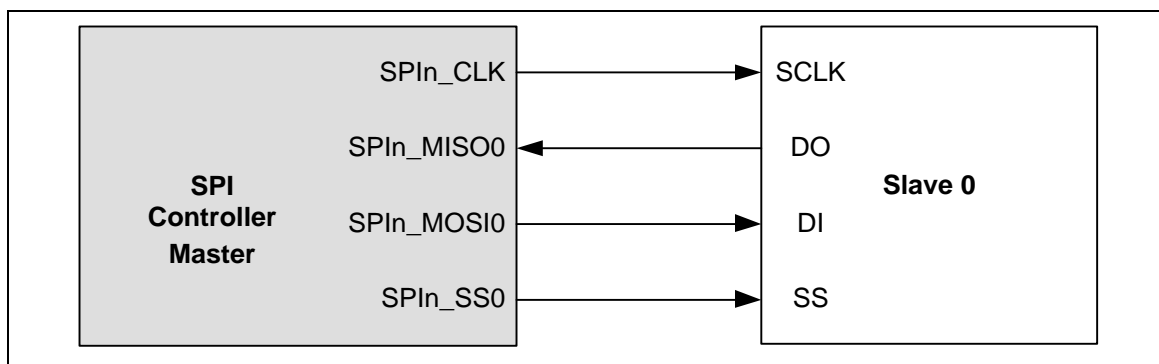 SPIn_CLK
SCLK
SPIn_MISO0
DO
SPI
Controller
Master
Slave 0
SPIn_MOSI0
DI
SPIn_SS0
SS